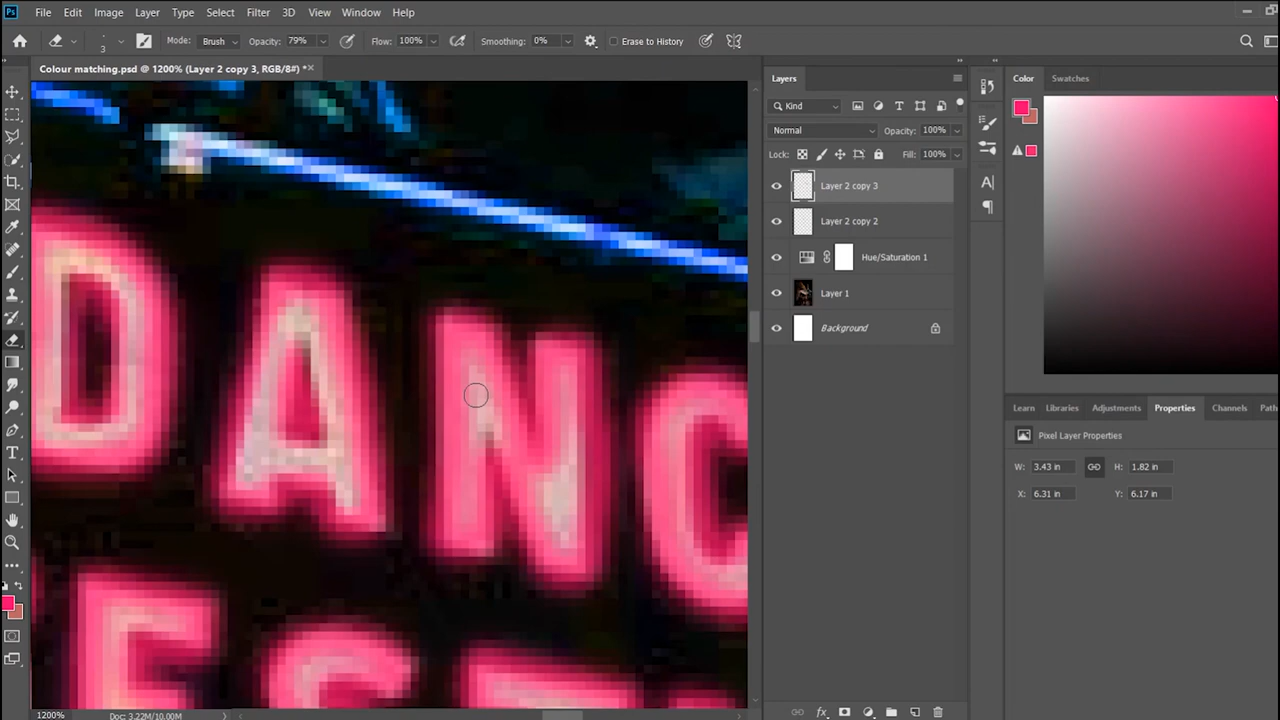 Ps File Edit Image Layer Type Select Filter 3D View Window Help
3 Mode: Brush Opacity: 79% Flow: 100% Smoothing: 0% Erase to History
Colour matching.psd @ 1200% (Layer 2 copy 3, RGB/8#) *
Layers
Kind
Normal Opacity: 100%
Lock: Fill: 100%
Layer 2 copy 3
Layer 2 copy 2
Hue/Saturation 1
Layer 1
Background
Color Swatches
Learn Libraries Adjustments Properties Channels Path
Pixel Layer Properties
W: 3.43 in H: 1.82 in
X: 6.31 in Y: 6.17 in
DANC
EST
1200% Doc: 3.22M/10.00M